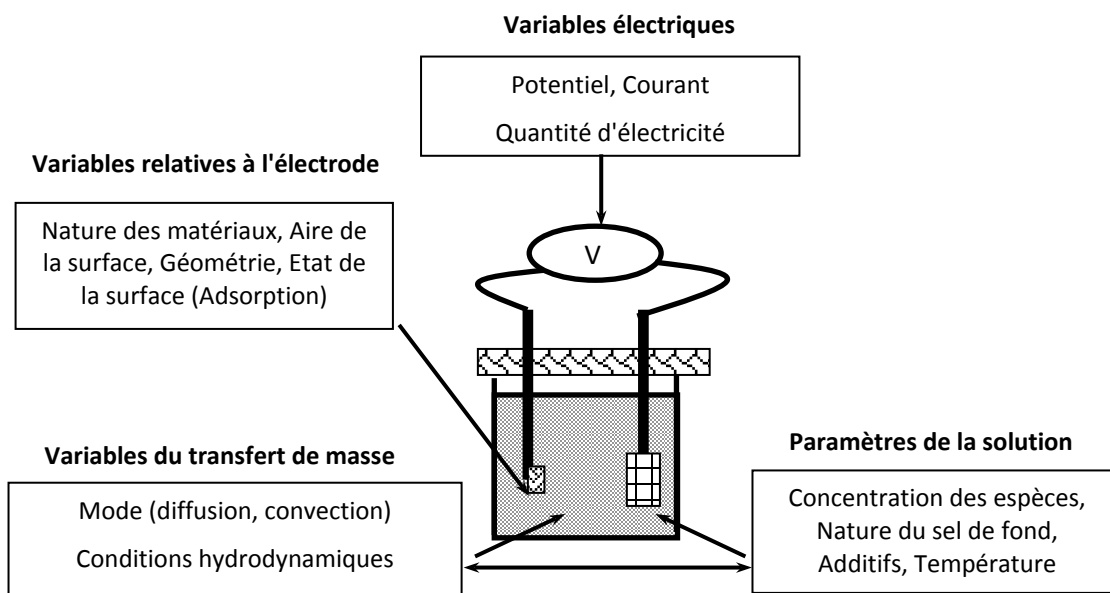 Variables électriques
Potentiel, Courant
Quantité d'électricité
Variables relatives à l'électrode
Nature des matériaux, Aire de
la surface, Géométrie, Etat de
la surface (Adsorption)
V
Variables du transfert de masse
Mode (diffusion, convection)
Conditions hydrodynamiques
Paramètres de la solution
Concentration des espèces,
Nature du sel de fond,
Additifs, Température